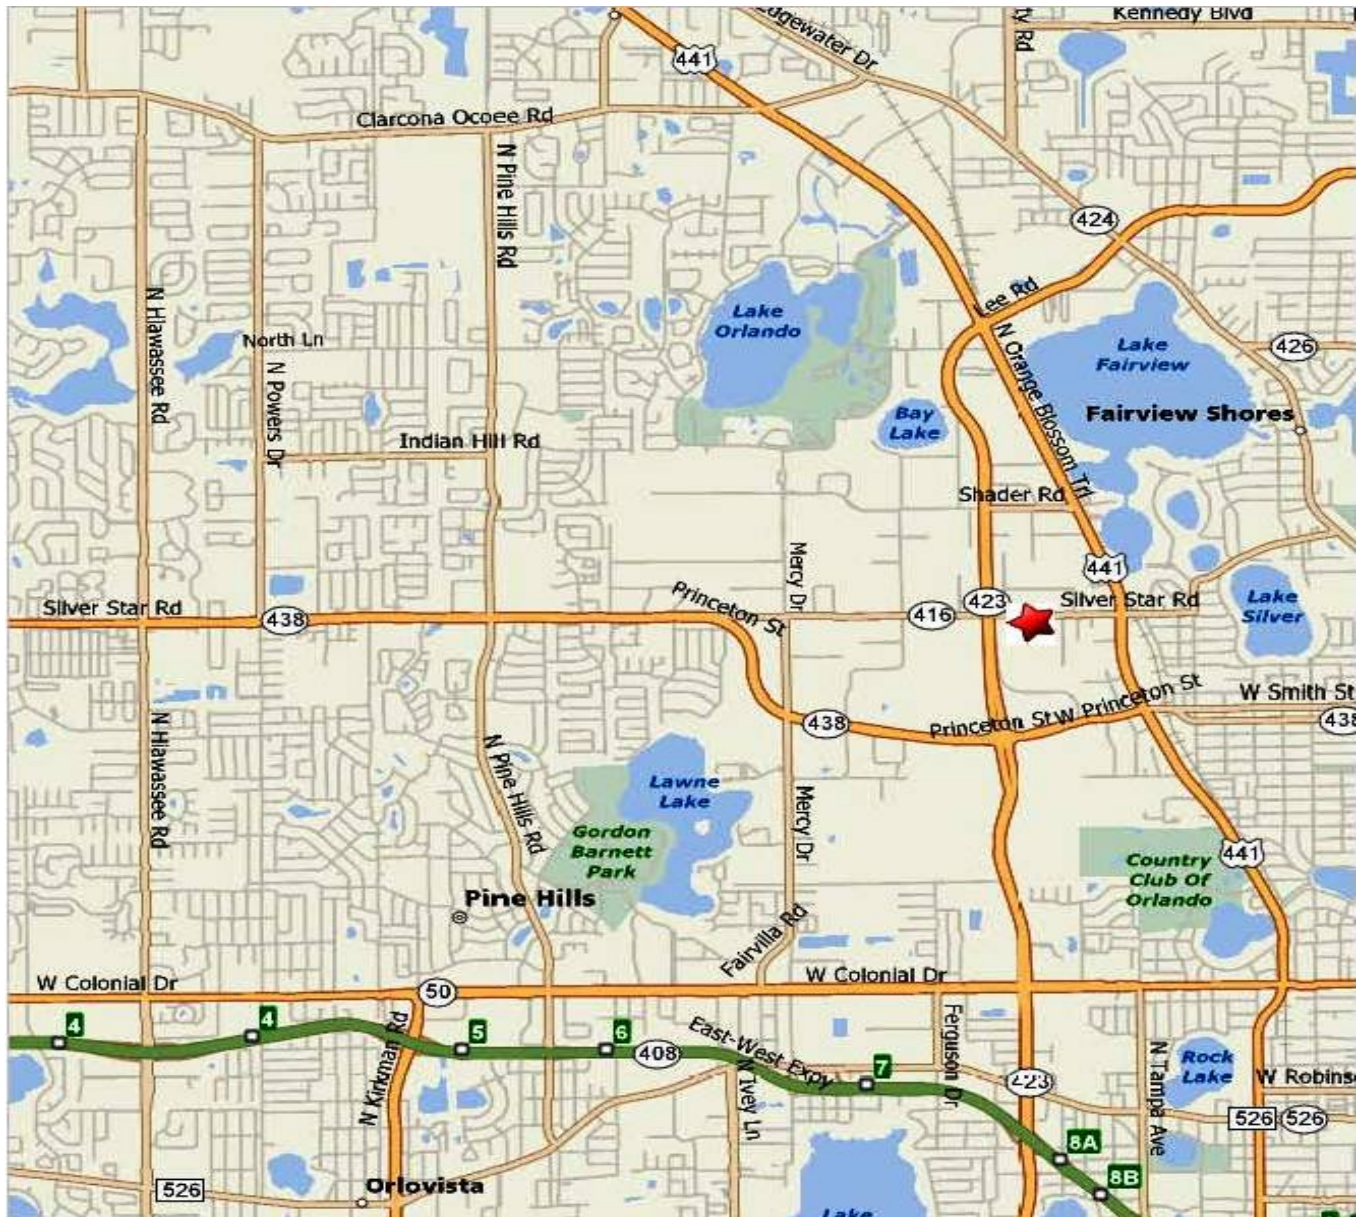 Kennedy Blvd
Edgewater Dr
ty Rd
441
Clarcona Ocoee Rd
N Pine Hills Rd
424
Lee Rd
N Hiawassee Rd
Lake
Orlando
North Ln
Lake
Fairview
426
N Powers Dr
N Orange Blossom Trl
Bay
Lake
Fairview Shores
Indian Hill Rd
Shader Rd
Mercy Dr
441
Silver Star Rd
438
Princeton St
416
423
Silver Star Rd
Lake
Silver
N Hiawassee Rd
438
Princeton St
W Princeton St
W Smith St
438
N Pine Hills Rd
Lawne
Lake
Mercy Dr
Gordon
Barnett
Park
441
Country
Club Of
Orlando
Pine Hills
Fairvilla Rd
W Colonial Dr
50
W Colonial Dr
4
4
5
6
408
East-West Expy
7
N Kirkman Rd
N Ivey Ln
Ferguson Dr
423
N Tampa Ave
Rock
Lake
W Robins
526
526
8A
8B
526
Orlovista
Lake